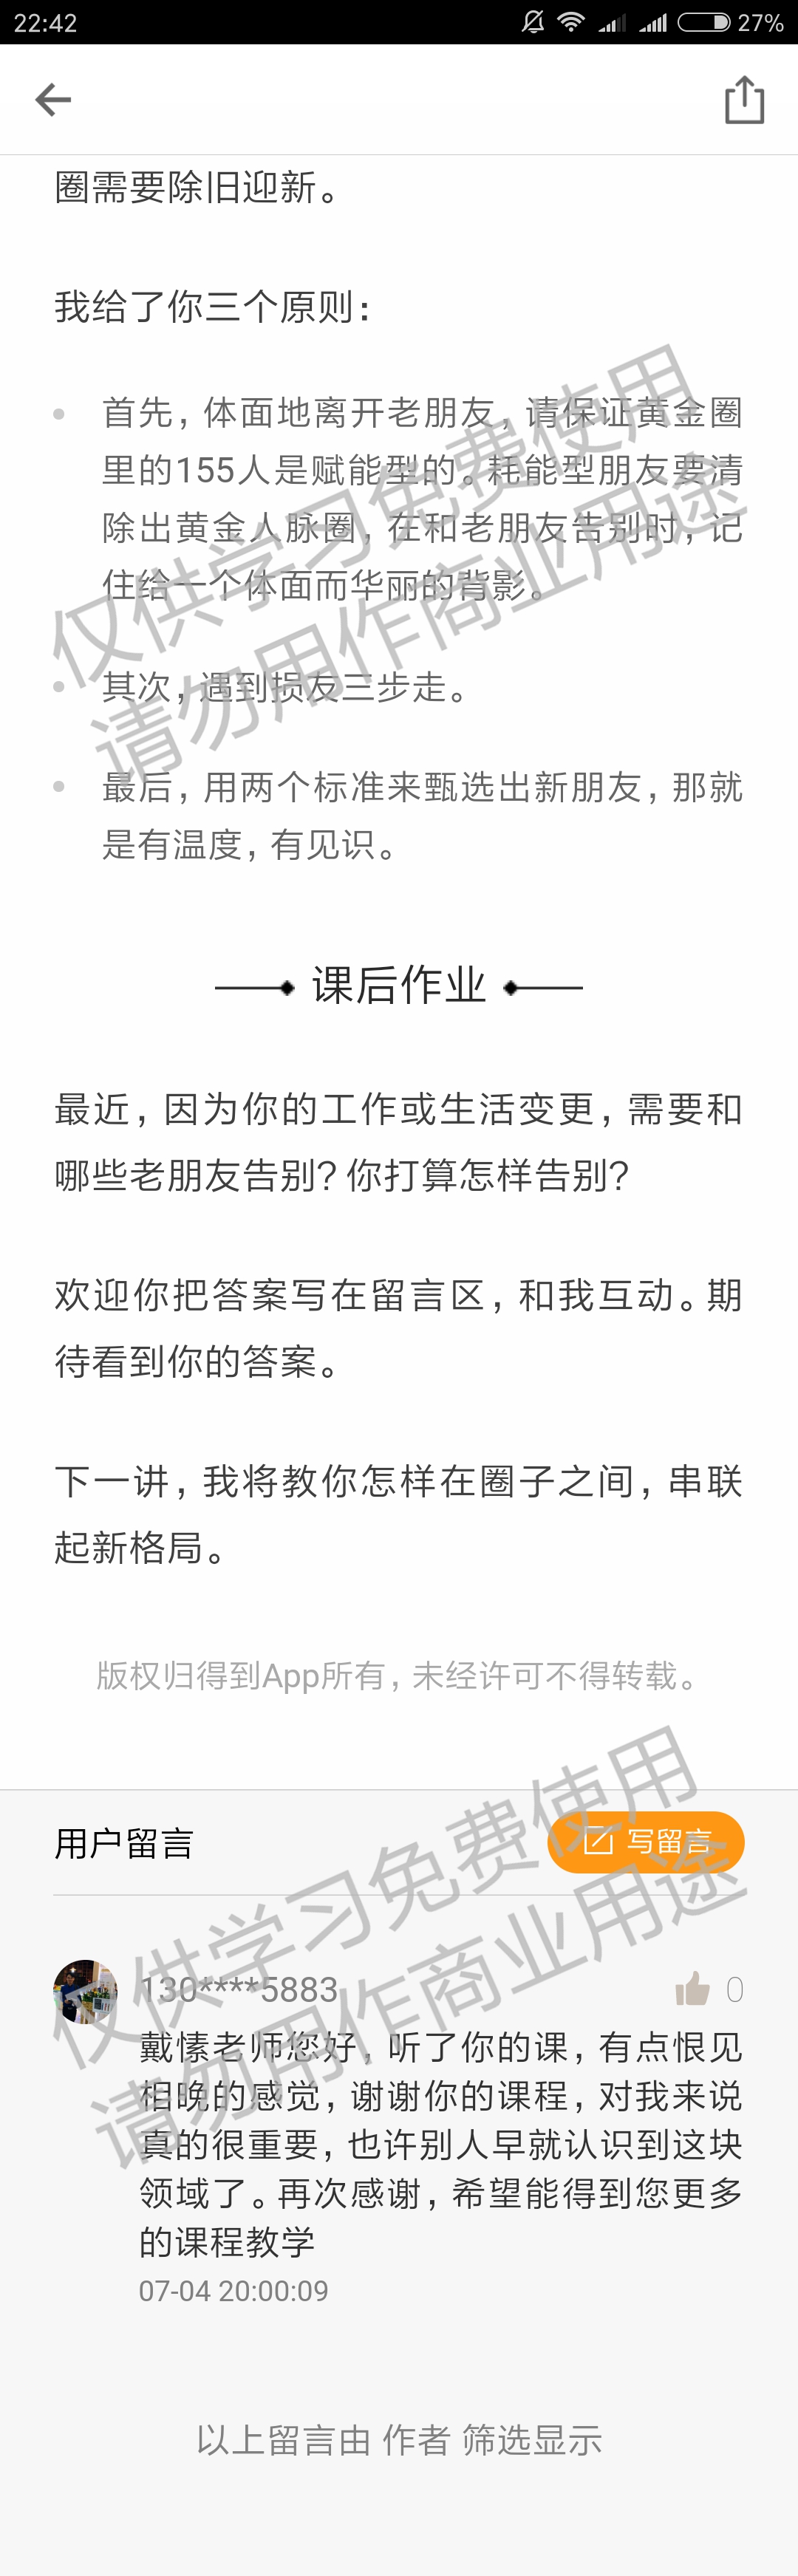 22:42
27%
圈需要除旧迎新。
我给了你三个原则：
首先，体面地离开老朋友，请保证黄金圈
里的155人是赋能型的。耗能型朋友要清
除出黄金人脉圈，在和老朋友告别时，记
住给一个体面而华丽的背影。
其次，遇到损友三步走。
最后，用两个标准来甄选出新朋友，那就
是有温度，有见识。
仅供学习免费使用
请勿用作商业用途
课后作业
最近，因为你的工作或生活变更，需要和
哪些老朋友告别？你打算怎样告别？
欢迎你把答案写在留言区，和我互动。期
待看到你的答案。
下一讲，我将教你怎样在圈子之间，串联
起新格局。
版权归得到App所有，未经许可不得转载。
用户留言
写留言
130****5883
0
戴愫老师您好，听了你的课，有点恨见
相晚的感觉，谢谢你的课程，对我来说
真的很重要，也许别人早就认识到这块
领域了。再次感谢，希望能得到您更多
的课程教学
07-04 20:00:09
仅供学习免费使用
请勿用作商业用途
以上留言由 作者 筛选显示